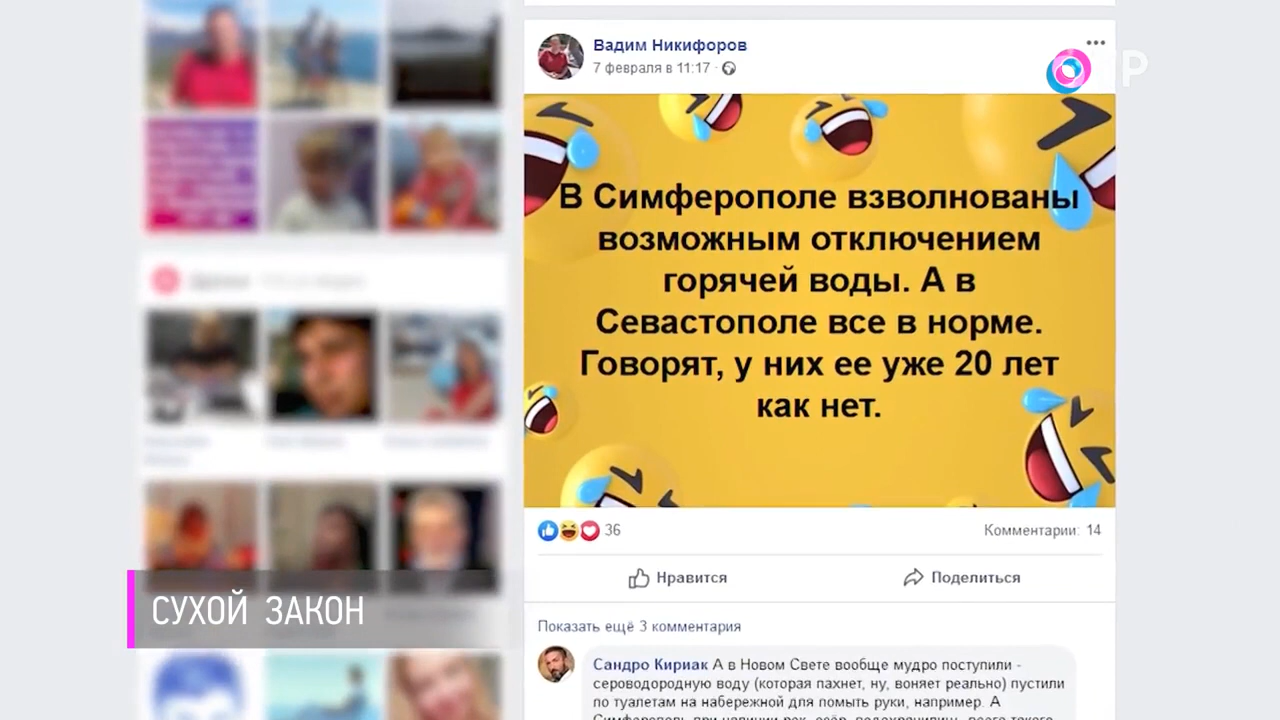 Вадим Никифоров
7 февраля в 11:17 ·
В Симферополе взволнованы
возможным отключением
горячей воды. А в
Севастополе все в норме.
Говорят, у них ее уже 20 лет
как нет.
36
Комментарии: 14
Нравится
Поделиться
Показать ещё 3 комментария
Сандро Кириак А в Новом Свете вообще мудро поступили -
сероводородную воду (которая пахнет, ну, воняет реально) пустили
по туалетам на набережной для помыть руки, например. А
СУХОЙ ЗАКОН